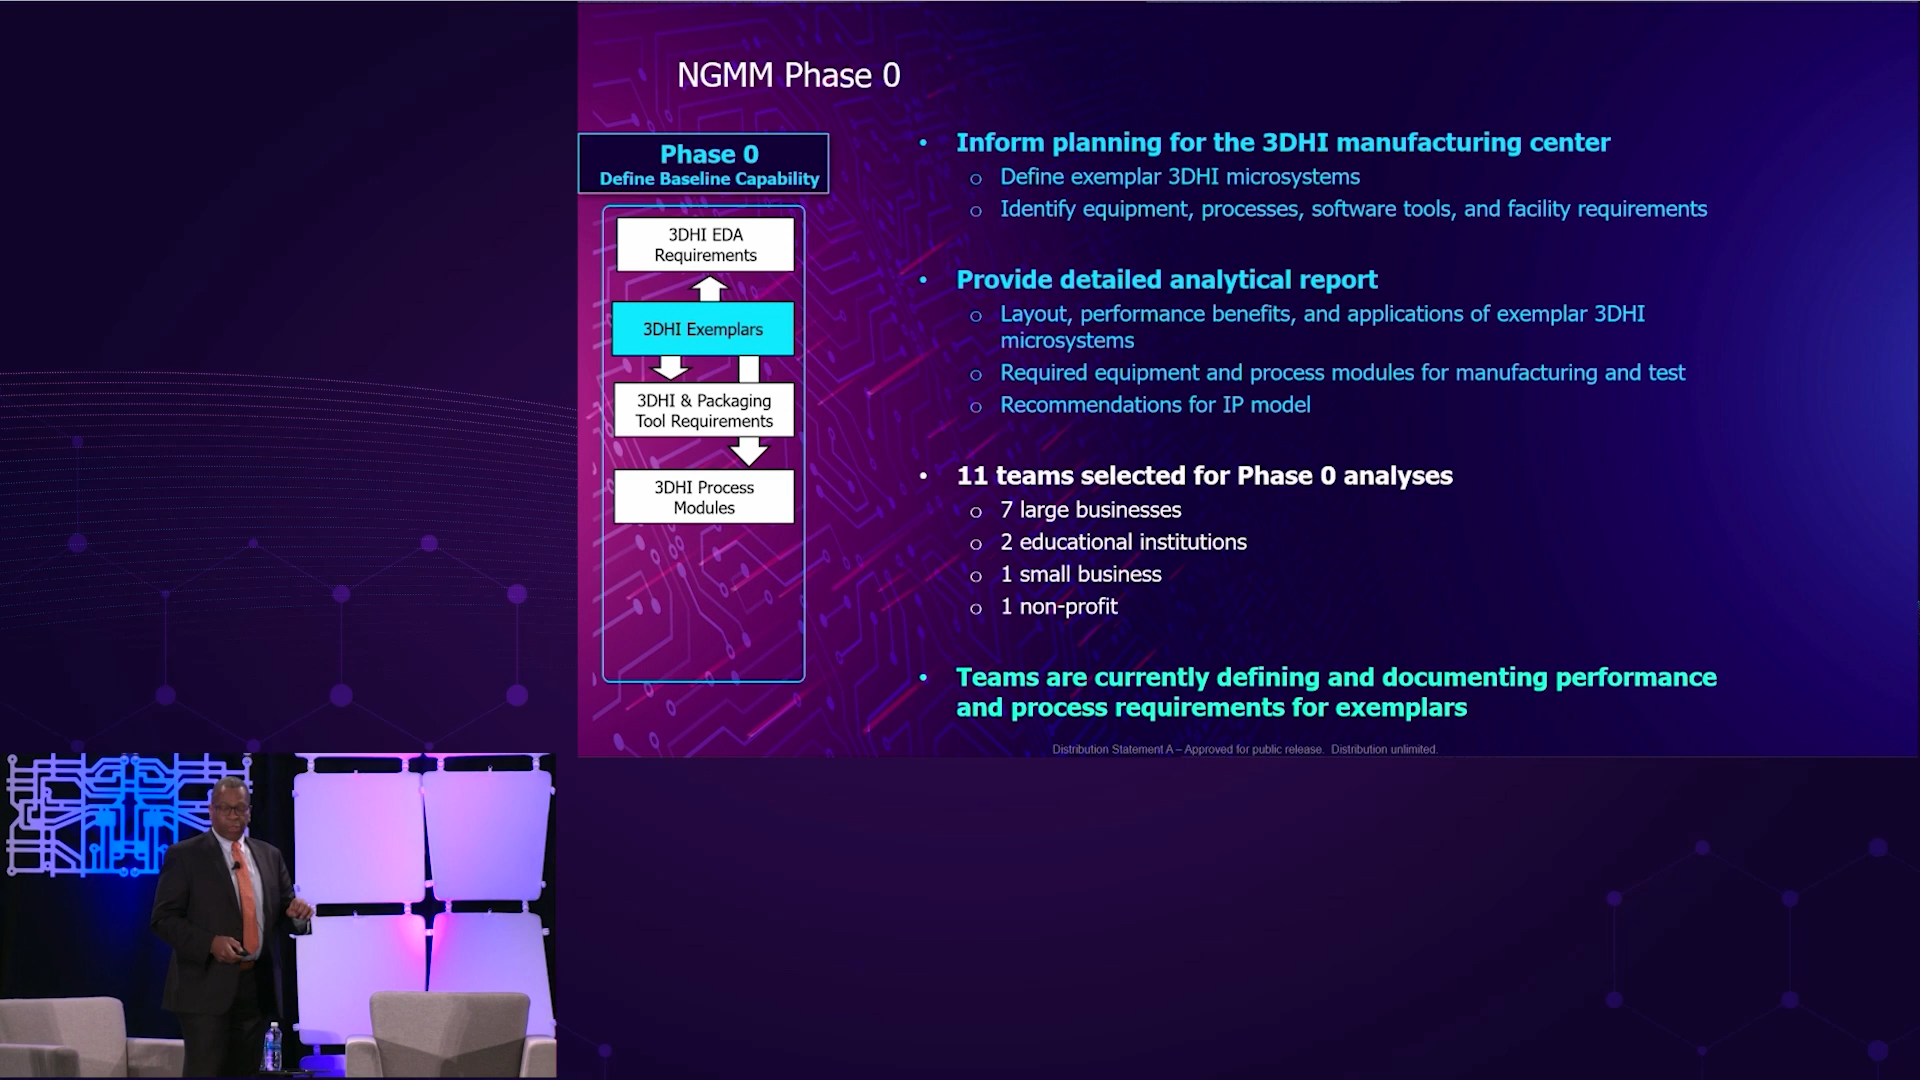 NGMM Phase 0
Phase 0
Define Baseline Capability
3DHI EDA
Requirements
3DHI Exemplars
3DHI & Packaging
Tool Requirements
3DHI Process
Modules
• Inform planning for the 3DHI manufacturing center
o Define exemplar 3DHI microsystems
o Identify equipment, processes, software tools, and facility requirements
• Provide detailed analytical report
o Layout, performance benefits, and applications of exemplar 3DHI
microsystems
o Required equipment and process modules for manufacturing and test
o Recommendations for IP model
• 11 teams selected for Phase 0 analyses
o 7 large businesses
o 2 educational institutions
o 1 small business
o 1 non-profit
• Teams are currently defining and documenting performance
and process requirements for exemplars
Distribution Statement A – Approved for public release. Distribution unlimited.